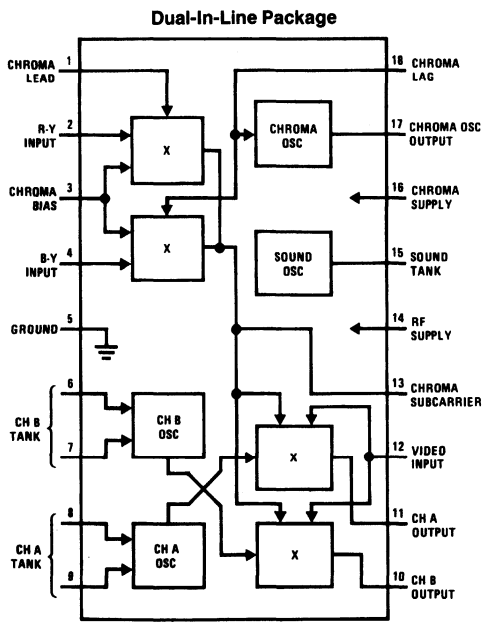 Dual-In-Line Package
1
CHROMA
LEAD
2
R-Y
INPUT
3
CHROMA
BIAS
4
B-Y
INPUT
5
GROUND
6
CH B
TANK
7
8
CH A
TANK
9
X
X
CH B
OSC
CH A
OSC
CHROMA
OSC
SOUND
OSC
X
X
18
CHROMA
LAG
17
CHROMA OSC
OUTPUT
16
CHROMA
SUPPLY
15
SOUND
TANK
14
RF
SUPPLY
13
CHROMA
SUBCARRIER
12
VIDEO
INPUT
11
CH A
OUTPUT
10
CH B
OUTPUT